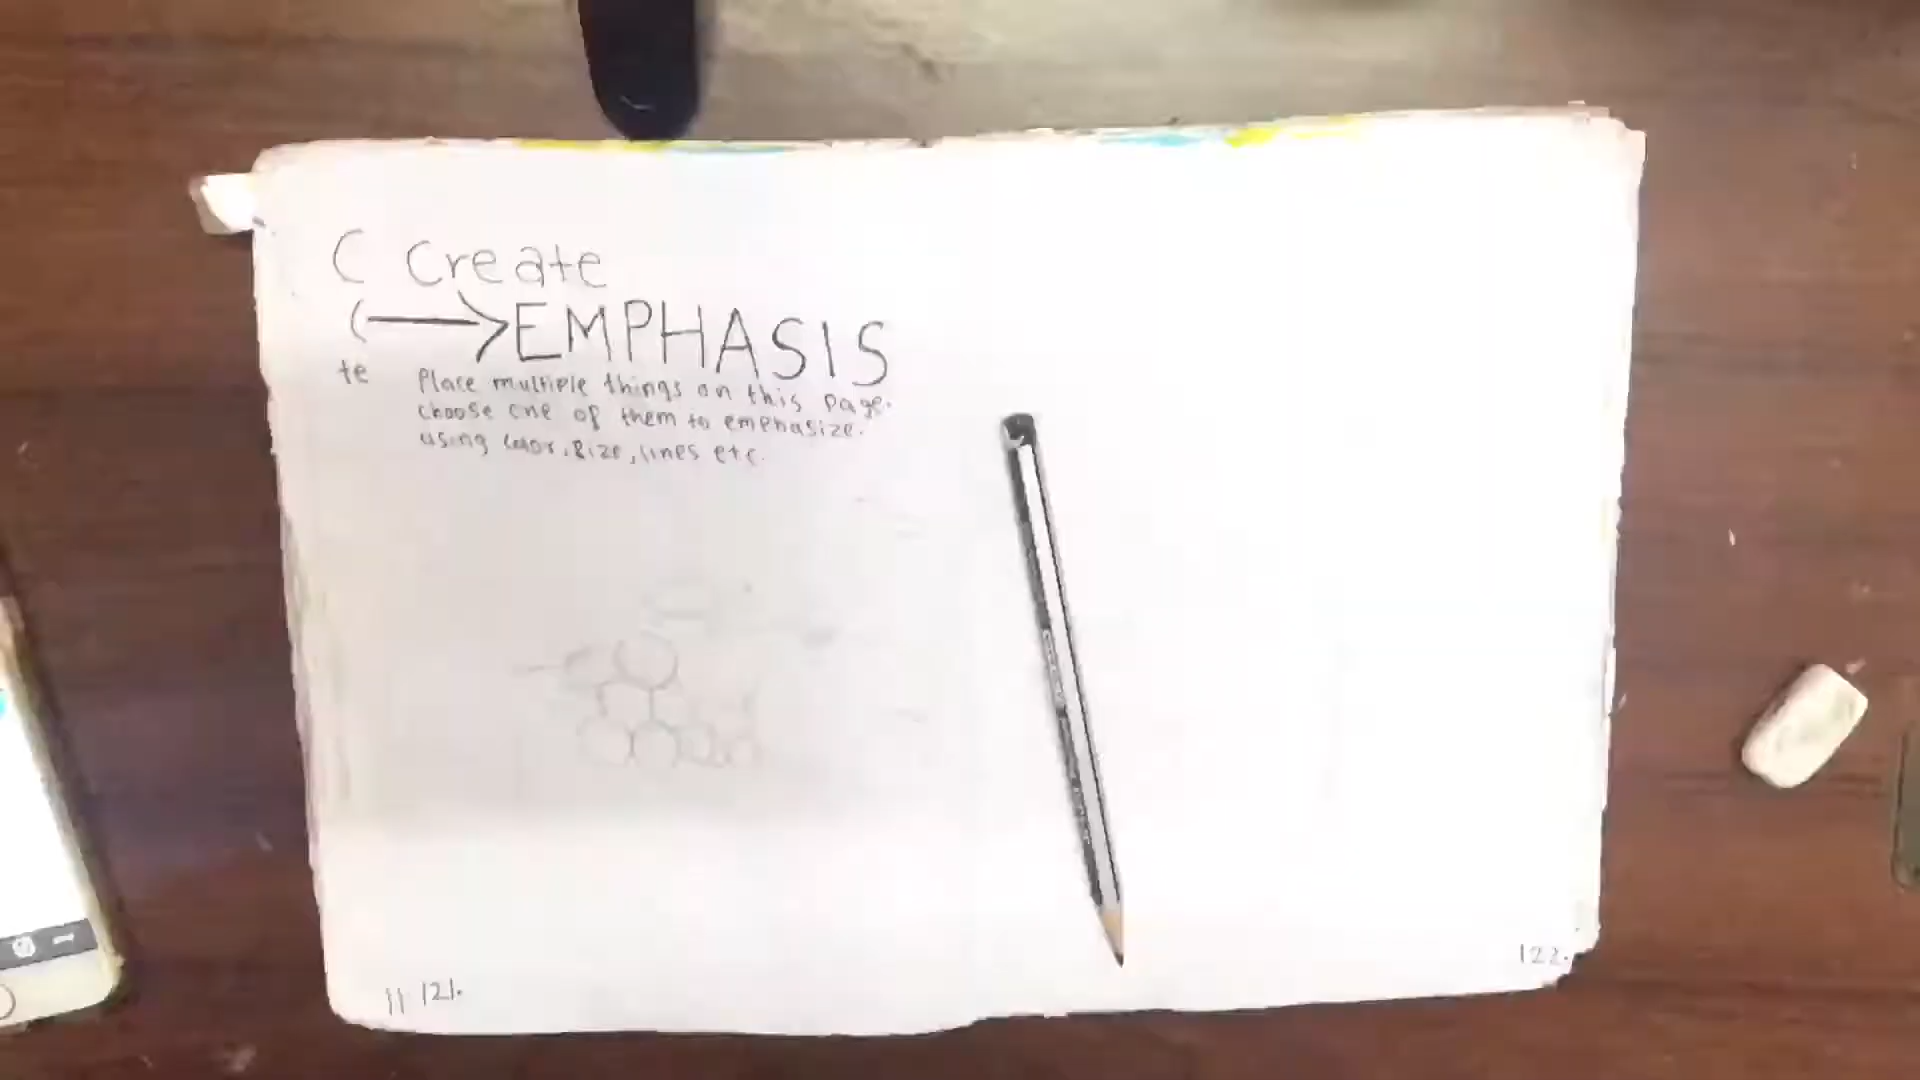 C Create
( → EMPHASIS
te Place multiple things on this page.
choose one of them to emphasize.
using color, size, lines etc.
11 121.
122.